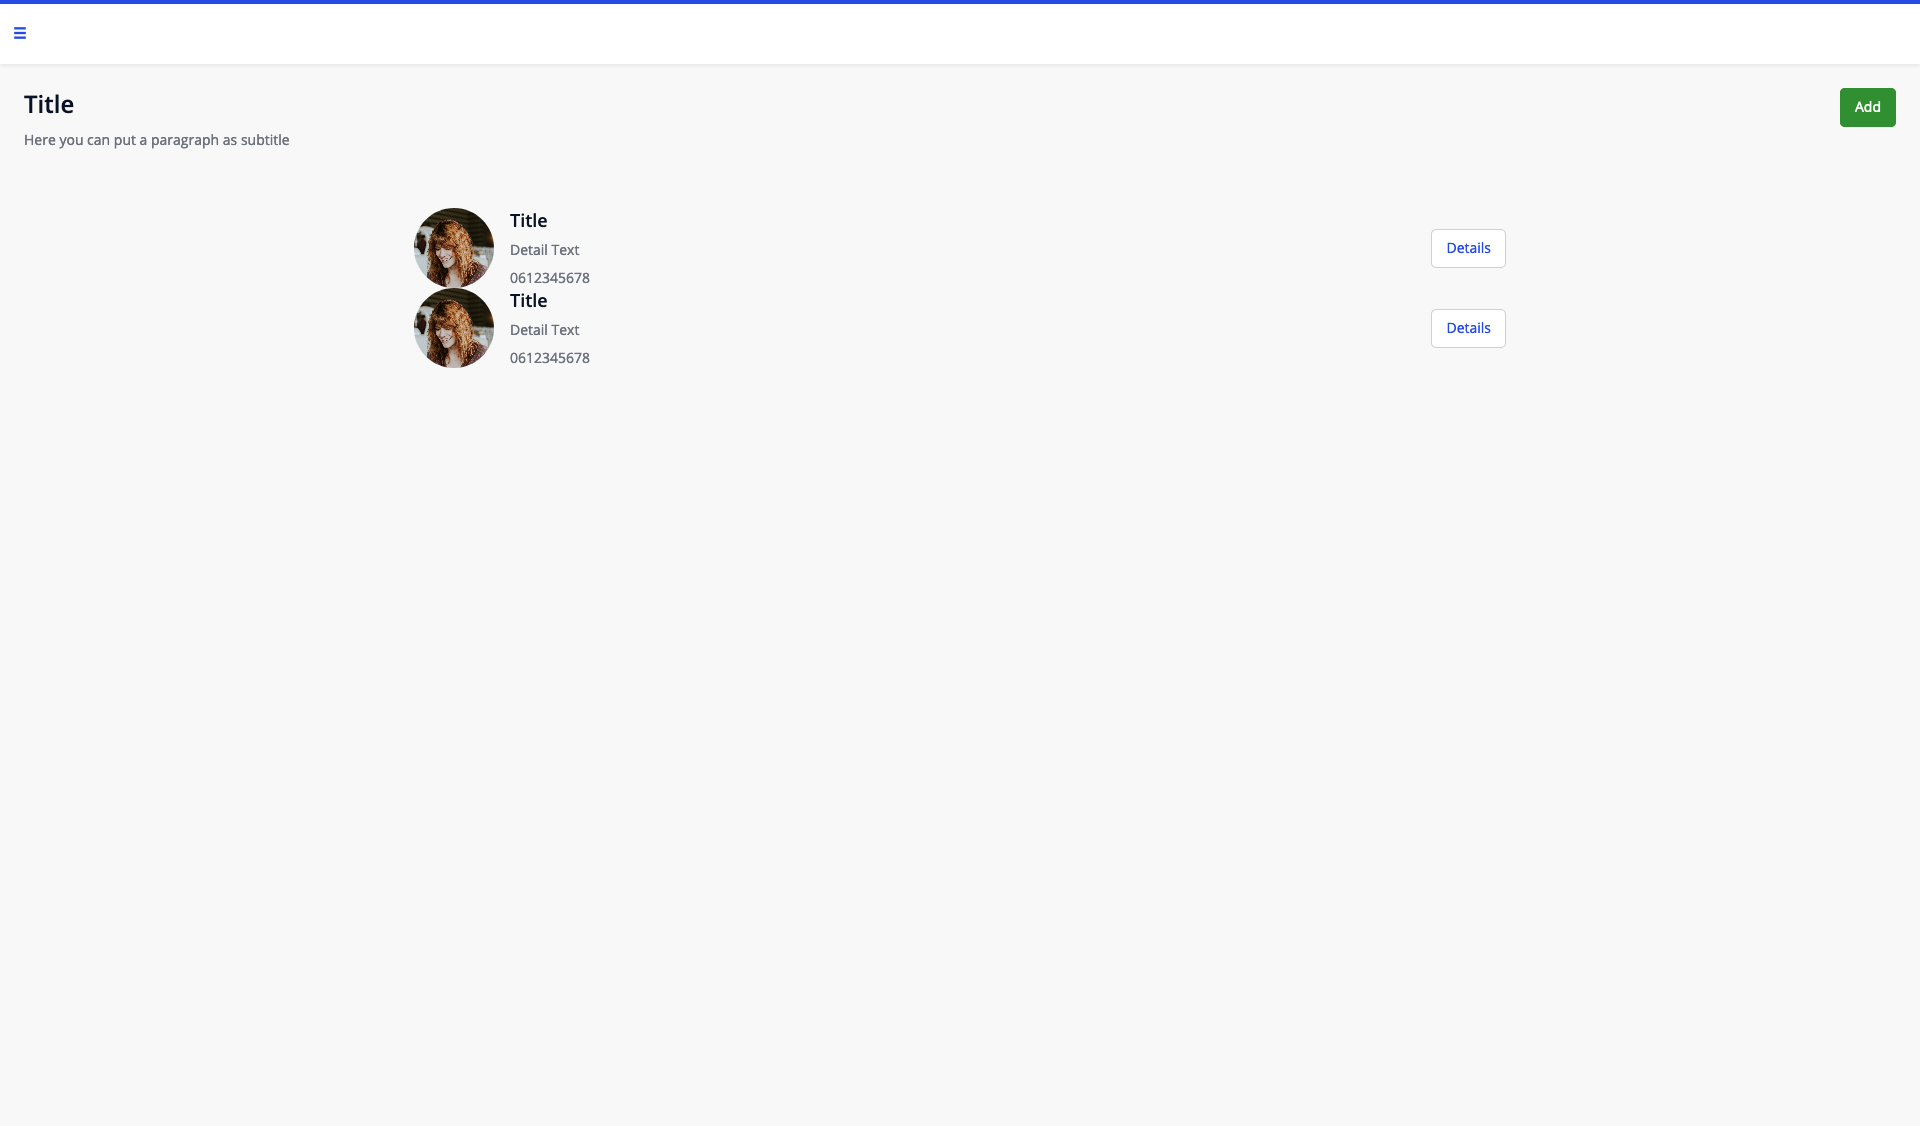 Title
Add
Here you can put a paragraph as subtitle
Title
Detail Text
0612345678
Details
Title
Detail Text
0612345678
Details